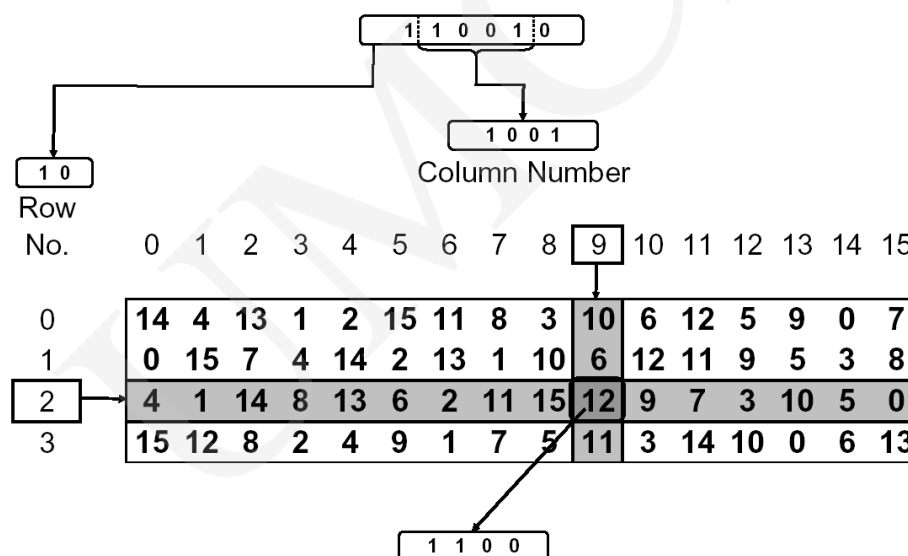 1 1 0 0 1 0
1 0 0 1
1 0
Column Number
Row
No. 0 1 2 3 4 5 6 7 8 9 10 11 12 13 14 15
0 14 4 13 1 2 15 11 8 3 10 6 12 5 9 0 7
1 0 15 7 4 14 2 13 1 10 6 12 11 9 5 3 8
2 4 1 14 8 13 6 2 11 15 12 9 7 3 10 5 0
3 15 12 8 2 4 9 1 7 5 11 3 14 10 0 6 13
1 1 0 0